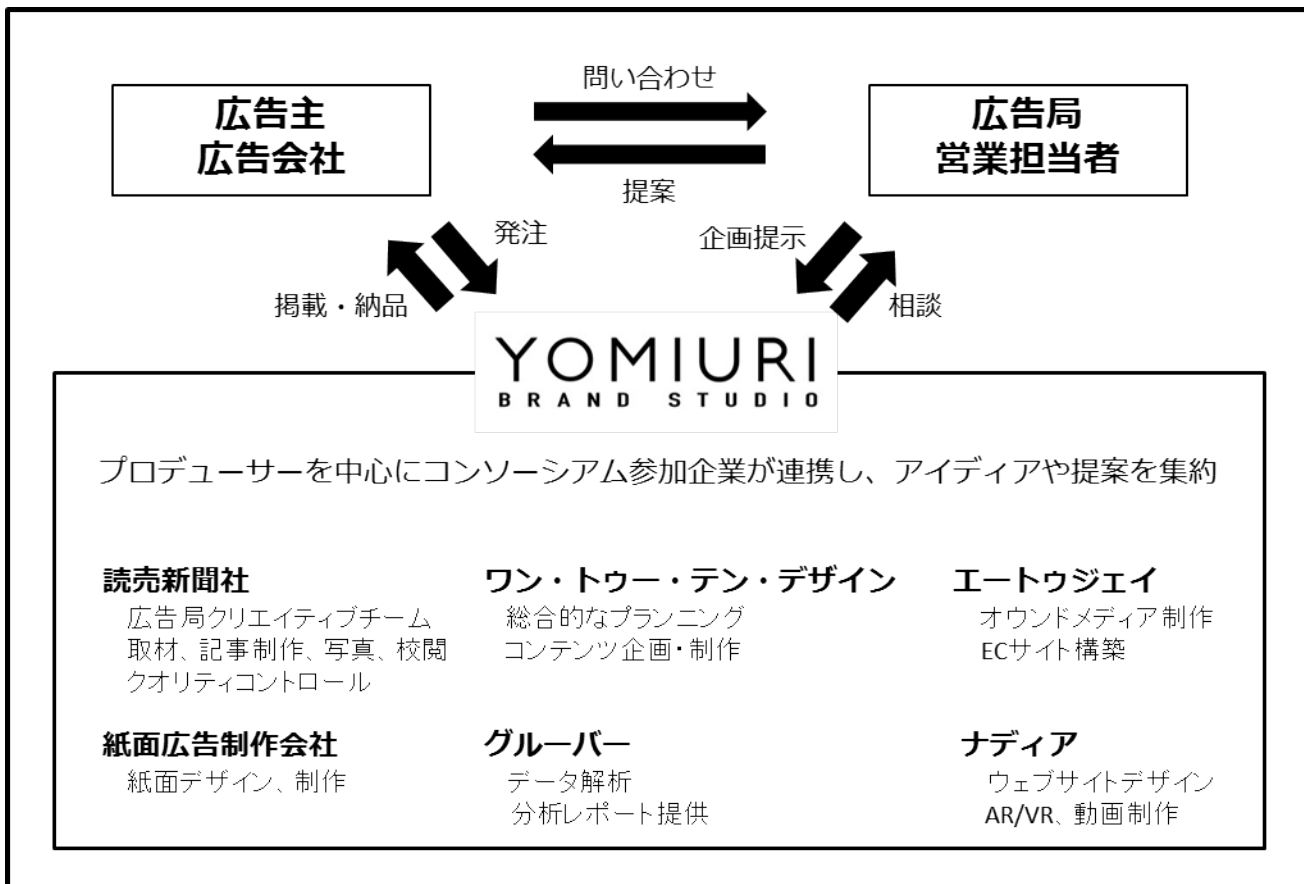 問い合わせ
広告主
広告会社
広告局
営業担当者
提案
発注
企画提示
掲載・納品
相談
YOMIURI
BRAND STUDIO
プロデューサーを中心にコンソーシアム参加企業が連携し、アイディアや提案を集約
読売新聞社
広告局クリエイティブチーム
取材、記事制作、写真、校閲
クオリティコントロール
ワン・トゥー・テン・デザイン
総合的なプランニング
コンテンツ企画・制作
エートゥジェイ
オウンドメディア制作
ECサイト構築
紙面広告制作会社
紙面デザイン、制作
グルーバー
データ解析
分析レポート提供
ナディア
ウェブサイトデザイン
AR/VR、動画制作